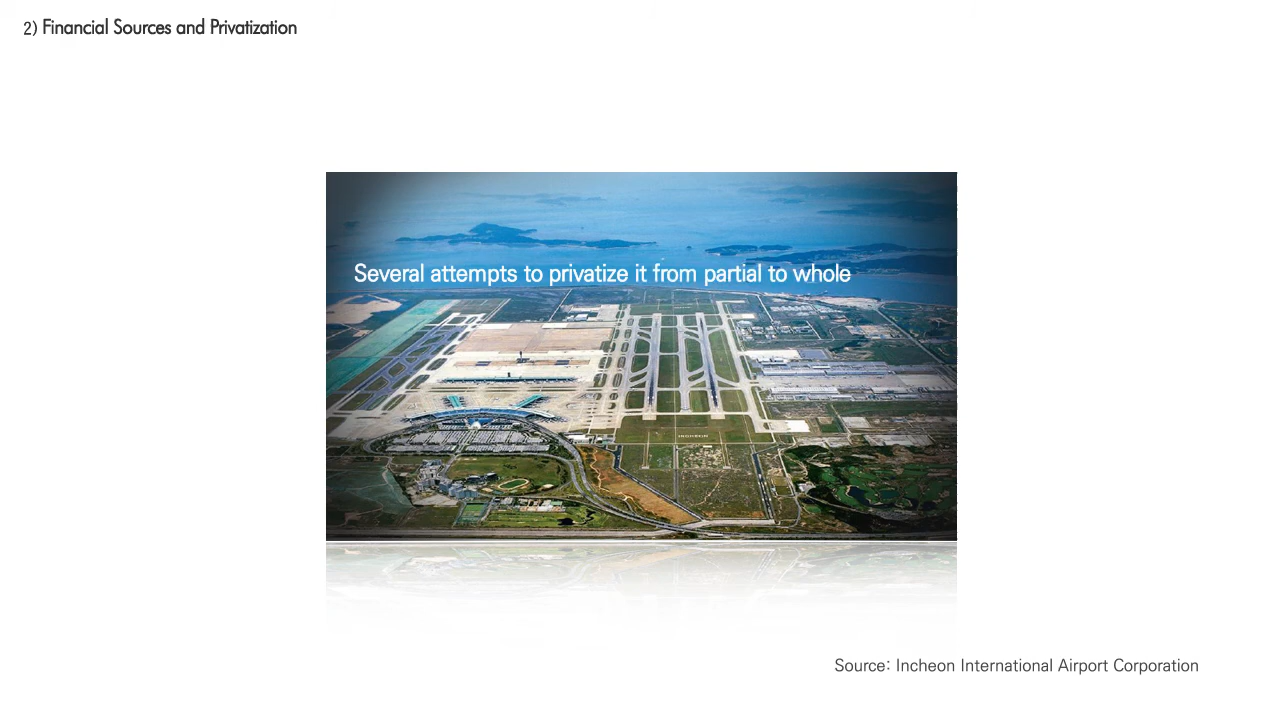 2) Financial Sources and Privatization
Several attempts to privatize it from partial to whole
Source: Incheon International Airport Corporation